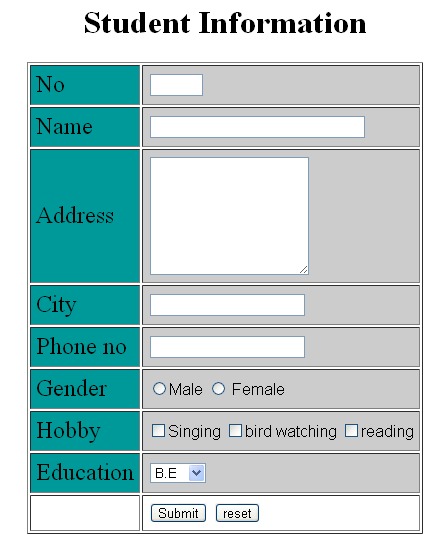 Student Information
No
Name
Address
City
Phone no
Gender Male Female
Hobby Singing bird watching reading
Education B.E
Submit reset